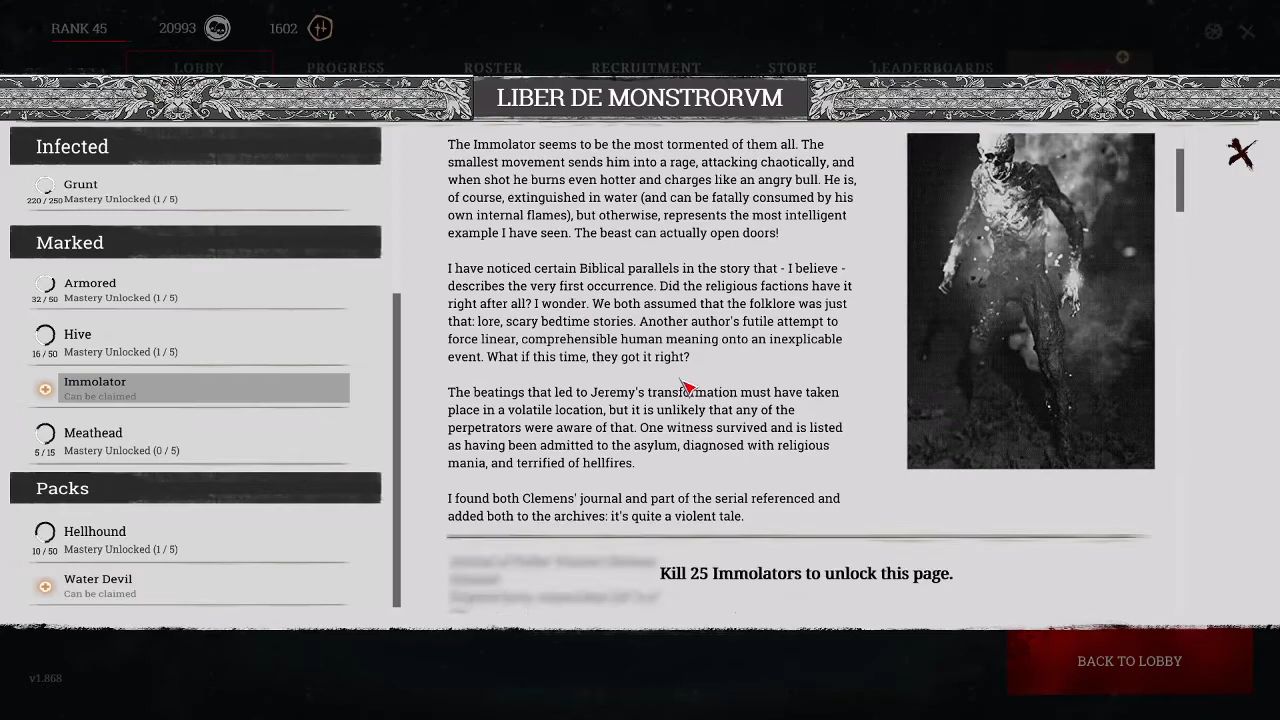 RANK 45
20993
1602
LOBBY
PROGRESS
ROSTER
RECRUITMENT
STORE
LEADERBOARDS
LIBER DE MONSTRORVM
Infected
Grunt
220 / 250 Mastery Unlocked (1 / 5)
Marked
Armored
32 / 50 Mastery Unlocked (1 / 5)
Hive
16 / 50 Mastery Unlocked (1 / 5)
Immolator
Can be claimed
Meathead
5 / 15 Mastery Unlocked (0 / 5)
Packs
Hellhound
10 / 50 Mastery Unlocked (1 / 5)
Water Devil
Can be claimed
The Immolator seems to be the most tormented of them all. The
smallest movement sends him into a rage, attacking chaotically, and
when shot he burns even hotter and charges like an angry bull. He is,
of course, extinguished in water (and can be fatally consumed by his
own internal flames), but otherwise, represents the most intelligent
example I have seen. The beast can actually open doors!
I have noticed certain Biblical parallels in the story that - I believe -
describes the very first occurrence. Did the religious factions have it
right after all? I wonder. We both assumed that the folklore was just
that: lore, scary bedtime stories. Another author's futile attempt to
force linear, comprehensible human meaning onto an inexplicable
event. What if this time, they got it right?
The beatings that led to Jeremy's transformation must have taken
place in a volatile location, but it is unlikely that any of the
perpetrators were aware of that. One witness survived and is listed
as having been admitted to the asylum, diagnosed with religious
mania, and terrified of hellfires.
I found both Clemens' journal and part of the serial referenced and
added both to the archives: it's quite a violent tale.
Kill 25 Immolators to unlock this page.
BACK TO LOBBY
v1.868